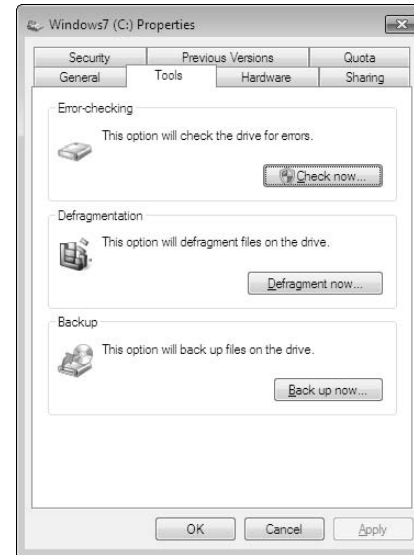 Windows7 (C:) Properties
Security Previous Versions Quota
General Tools Hardware Sharing
Error-checking
This option will check the drive for errors.
Check now...
Defragmentation
This option will defragment files on the drive.
Defragment now...
Backup
This option will back up files on the drive.
Back up now...
OK Cancel Apply